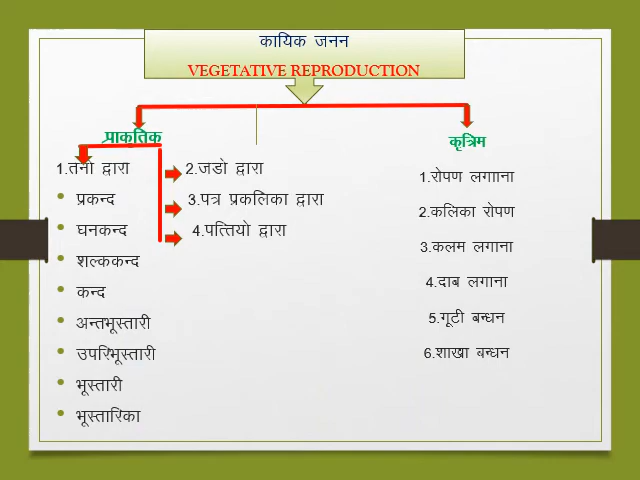 कायिक जनन
VEGETATIVE REPRODUCTION
प्राकृतिक
1.तनो द्वारा
प्रकन्द
घनकन्द
शल्ककन्द
कन्द
अन्तभूस्तारी
उपरिभूस्तारी
भूस्तारी
भूस्तारिका
2.जडो द्वारा
3.पत्र प्रकलिका द्वारा
4.पत्तियो द्वारा
कृत्रिम
1.रोपण लगााना
2.कलिका रोपण
3.कलम लगाना
4.दाब लगाना
5.गूटी बन्धन
6.शाखा बन्धन